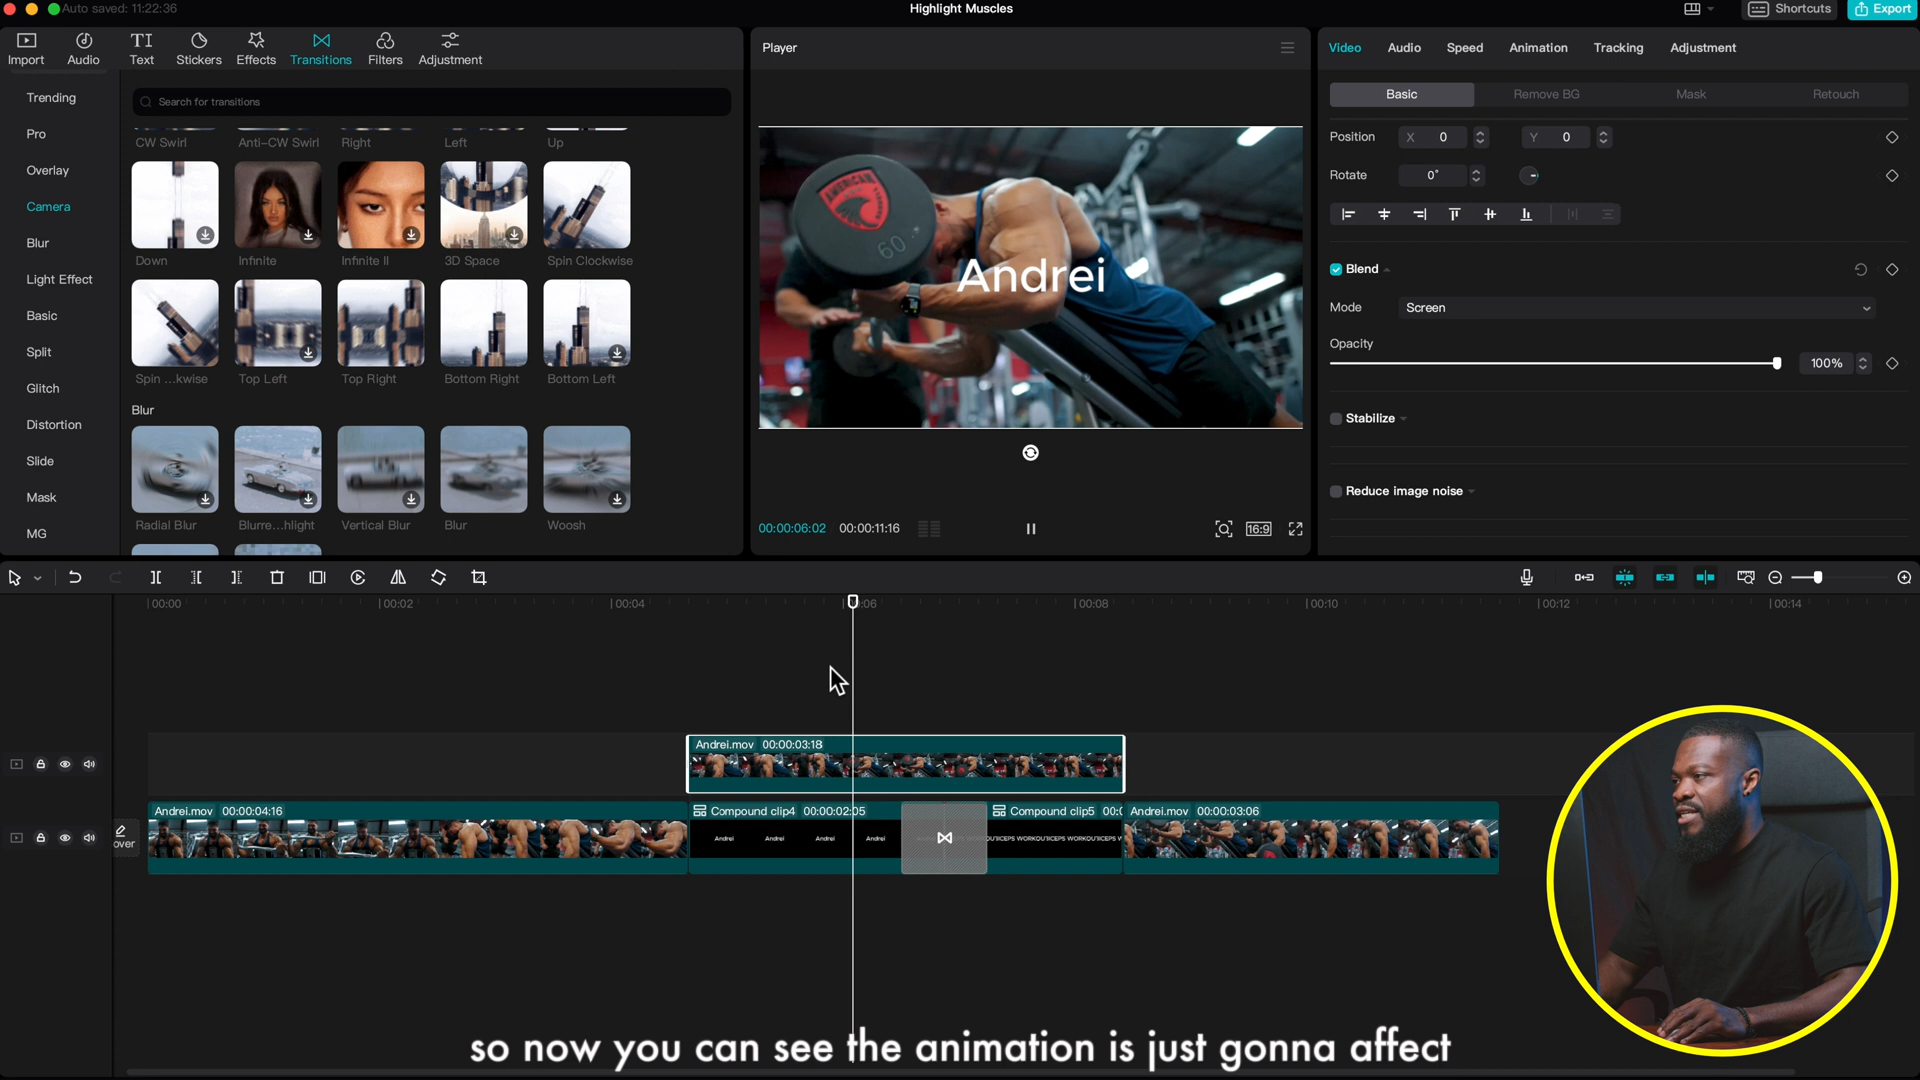 Auto saved: 11:22:36
Highlight Muscles
Shortcuts
Export
Import
Audio
Text
Stickers
Effects
Transitions
Filters
Adjustment
Player
Video
Audio
Speed
Animation
Tracking
Adjustment
Trending
Pro
Overlay
Camera
Blur
Light Effect
Basic
Split
Glitch
Distortion
Slide
Mask
MG
Search for transitions
CW Swirl
Anti-CW Swirl
Right
Left
Up
Down
Infinite
Infinite II
3D Space
Spin Clockwise
Spin ...kwise
Top Left
Top Right
Bottom Right
Bottom Left
Blur
Radial Blur
Blurre...hlight
Vertical Blur
Blur
Woosh
AMERICAN
60
Andrei
00:00:06:02
00:00:11:16
16:9
Basic
Remove BG
Mask
Retouch
Position
X 0
Y 0
Rotate
0°
Blend
Mode
Screen
Opacity
100%
Stabilize
Reduce image noise
00:00
00:02
00:04
00:06
00:08
00:10
00:12
00:14
Andrei.mov 00:00:03:18
over
Andrei.mov 00:00:04:16
Compound clip4 00:00:02:05
Andrei
Andrei
Andrei
Andrei
Compound clip5 00:(
Andrei.mov 00:00:03:06
so now you can see the animation is just gonna affect